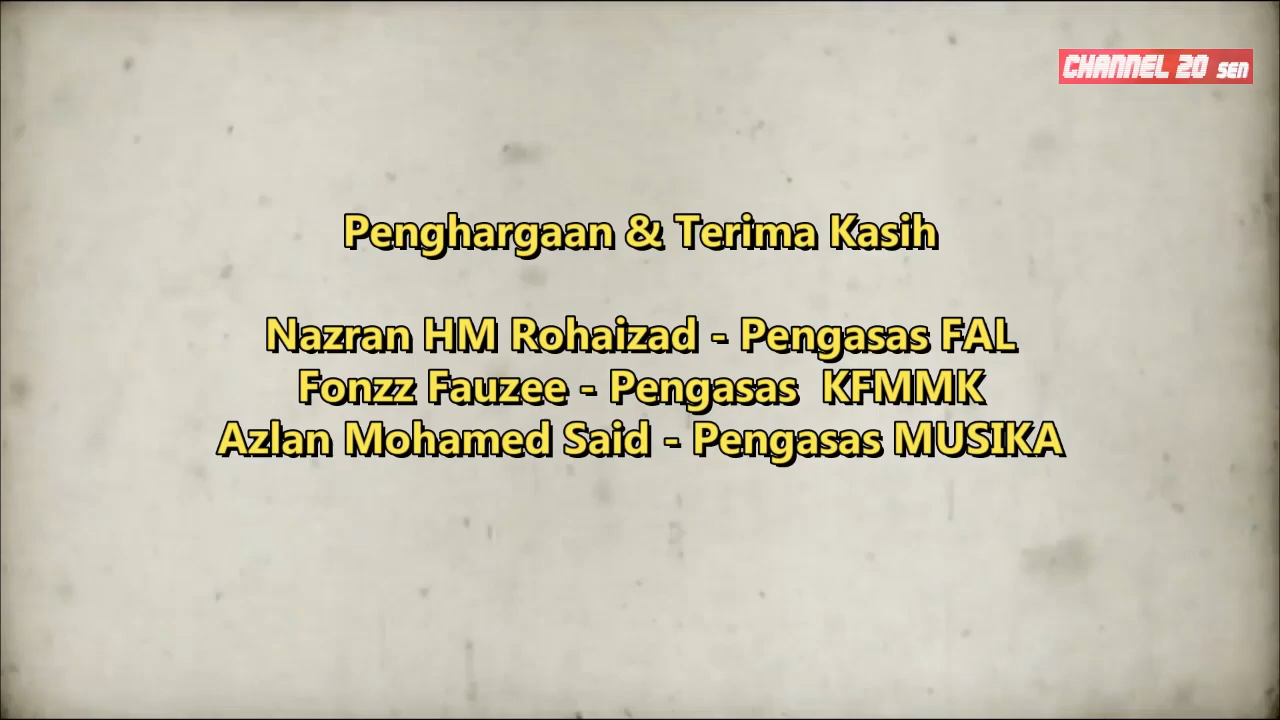 CHANNEL 20 SEN
Penghargaan & Terima Kasih
Nazran HM Rohaizad - Pengasas FAL
Fonzz Fauzee - Pengasas  KFMMK
Azlan Mohamed Said - Pengasas MUSIKA